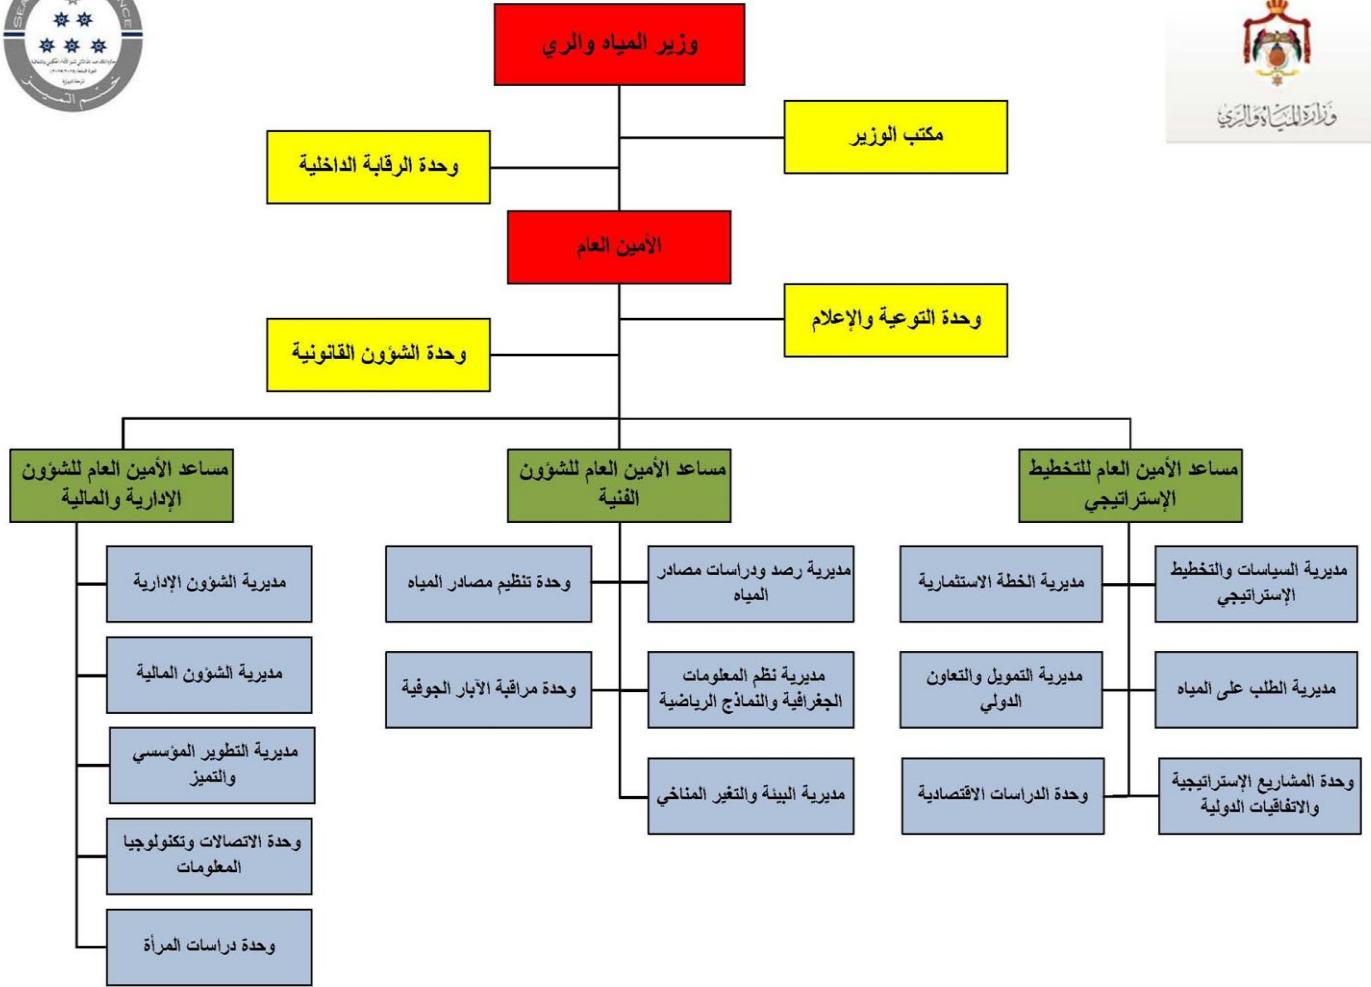 وزير المياه والري
وزارة المياه والري
مكتب الوزير
وحدة الرقابة الداخلية
الأمين العام
وحدة التوعية والإعلام
وحدة الشؤون القانونية
مساعد الأمين العام للتخطيط
الإستراتيجي
مساعد الأمين العام للشؤون
الفنية
مساعد الأمين العام للشؤون
الإدارية والمالية
مديرية السياسات والتخطيط
الإستراتيجي
مديرية الخطة الاستثمارية
مديرية الطلب على المياه
مديرية التمويل والتعاون
الدولي
وحدة المشاريع الإستراتيجية
والاتفاقيات الدولية
وحدة الدراسات الاقتصادية
مديرية رصد ودراسات مصادر
المياه
وحدة تنظيم مصادر المياه
مديرية نظم المعلومات
الجغرافية والنماذج الرياضية
وحدة مراقبة الآبار الجوفية
مديرية البيئة والتغير المناخي
مديرية الشؤون الإدارية
مديرية الشؤون المالية
مديرية التطوير المؤسسي
والتميز
وحدة الاتصالات وتكنولوجيا
المعلومات
وحدة دراسات المرأة
ختم التميز